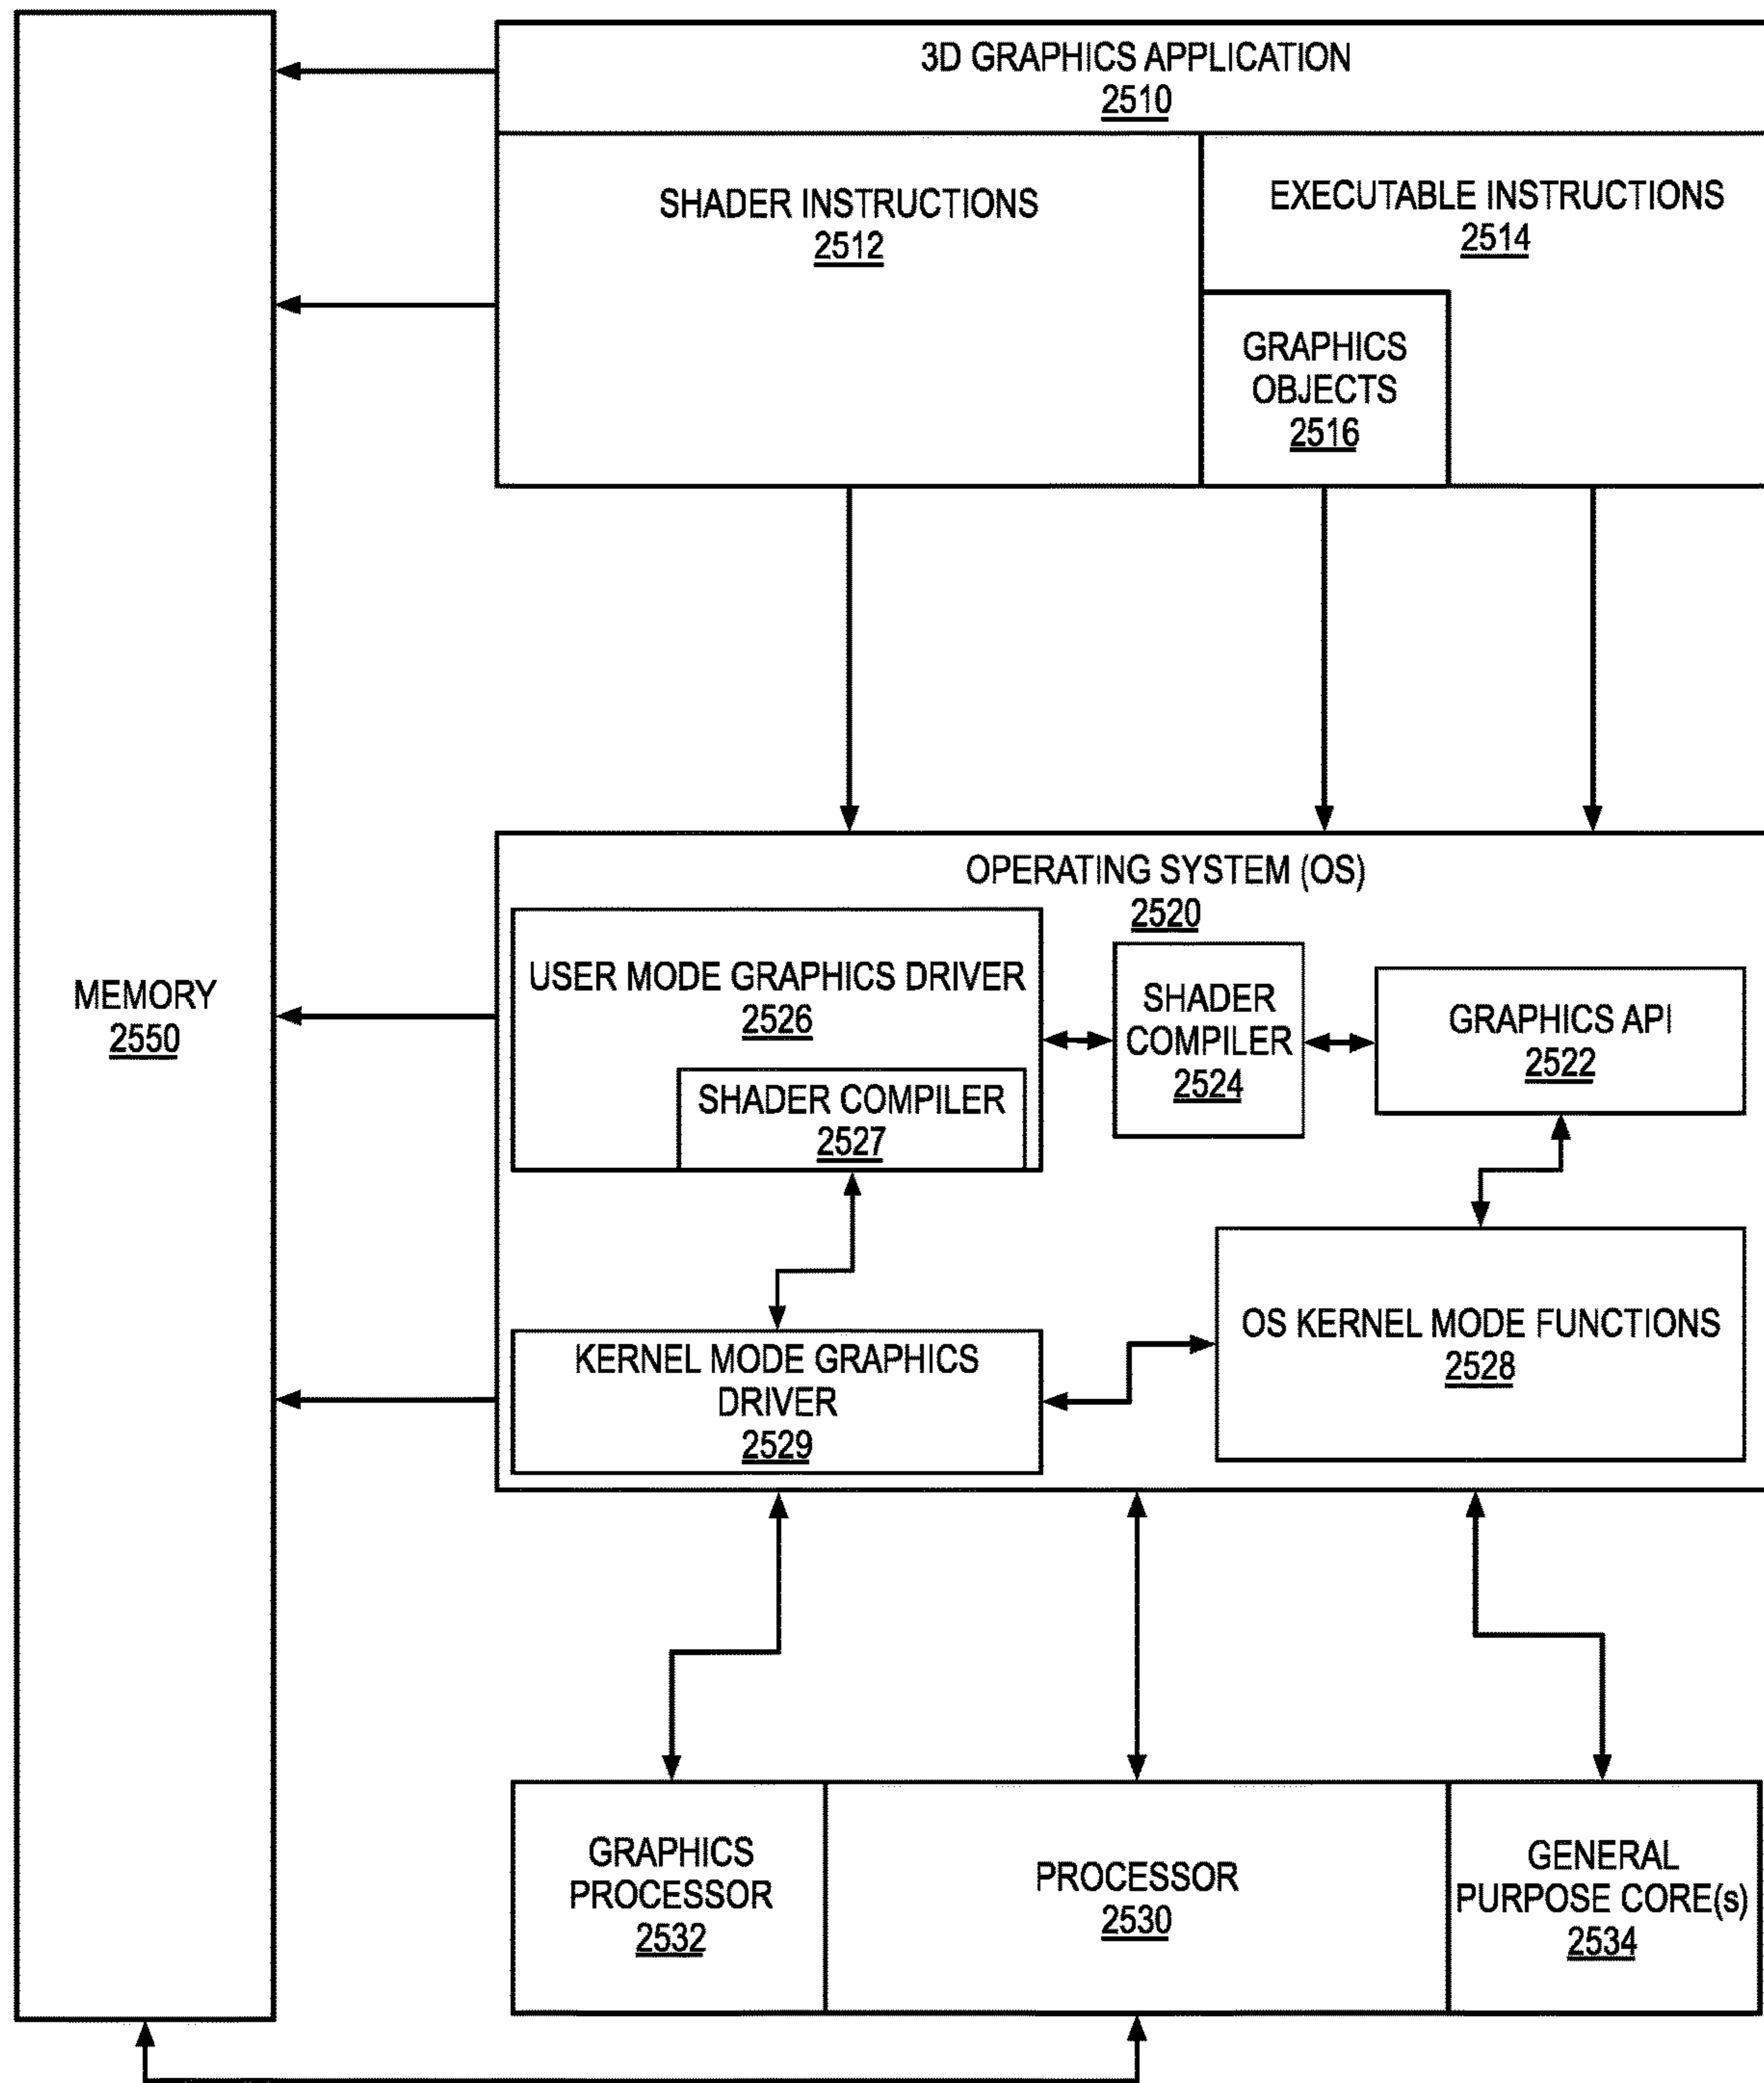 3D GRAPHICS APPLICATION
2510
SHADER INSTRUCTIONS
2512
EXECUTABLE INSTRUCTIONS
2514
GRAPHICS
OBJECTS
2516
MEMORY
2550
OPERATING SYSTEM (OS)
2520
USER MODE GRAPHICS DRIVER
2526
SHADER COMPILER
2527
SHADER
COMPILER
2524
GRAPHICS API
2522
KERNEL MODE GRAPHICS
DRIVER
2529
OS KERNEL MODE FUNCTIONS
2528
GRAPHICS
PROCESSOR
2532
PROCESSOR
2530
GENERAL
PURPOSE CORE(s)
2534